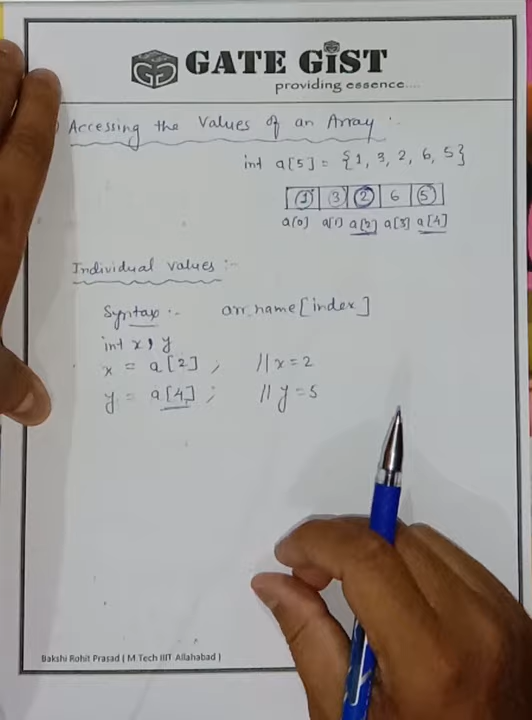 GATE GIST
providing essence....
Accessing the Values of an Array :-
int a[5] = {1, 3, 2, 6, 5}
1 3 2 6 5
a[0] a[1] a[2] a[3] a[4]
Individual values :-
Syntax :- arr_name[index]
int x, y
x = a[2] ; //x=2
y = a[4] ; //y=5
Bakshi Rohit Prasad ( M Tech IIIT Allahabad )